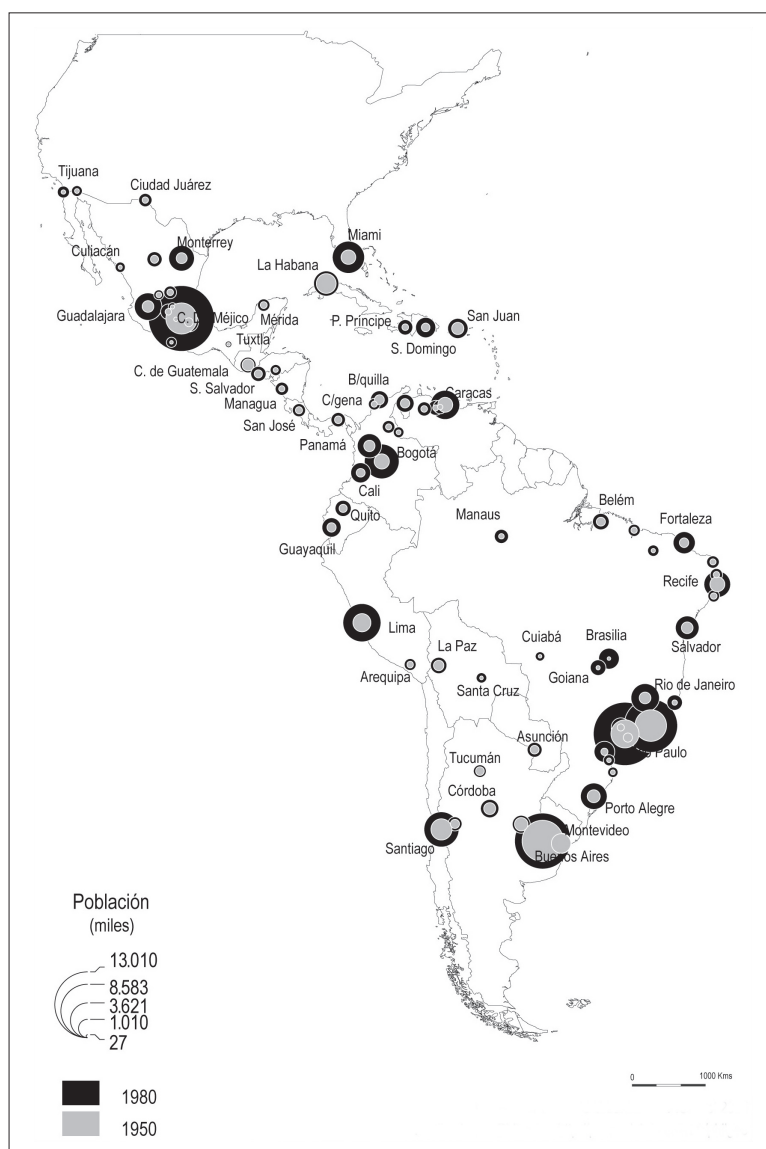 Tijuana
Ciudad Juárez
Culiacán
Monterrey
Miami
La Habana
Guadalajara
C. De Méjico
Mérida
P. Príncipe
San Juan
S. Domingo
Tuxtla
C. de Guatemala
B/quilla
Caracas
S. Salvador
C/gena
Managua
San José
Panamá
Bogotá
Cali
Quito
Manaus
Belém
Fortaleza
Guayaquil
Recife
Lima
La Paz
Cuiabá
Brasilia
Salvador
Arequipa
Santa Cruz
Goiana
Rio de Janeiro
Asunción
Paulo
Tucumán
Córdoba
Porto Alegre
Santiago
Montevideo
Buenos Aires
Población
(miles)
13.010
8.583
3.621
1.010
27
0 1000 Kms
1980
1950